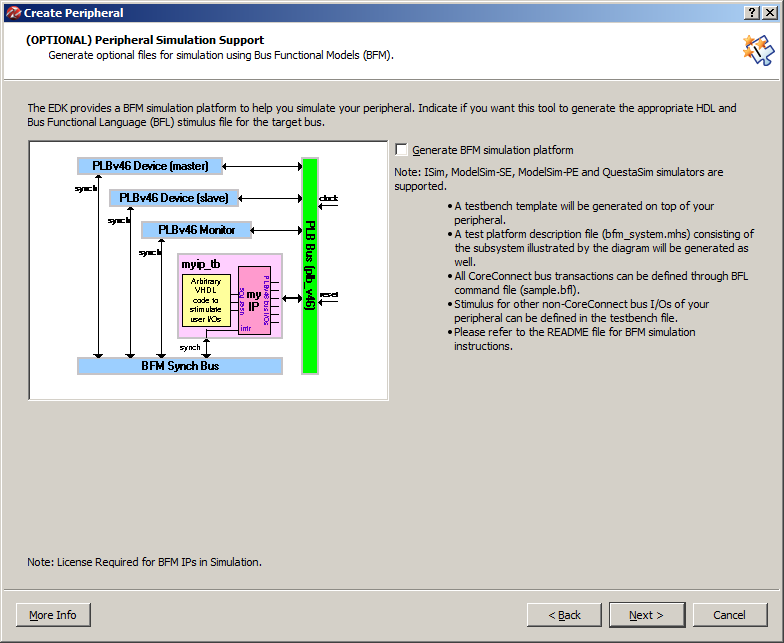 Create Peripheral
(OPTIONAL) Peripheral Simulation Support
Generate optional files for simulation using Bus Functional Models (BFM).
The EDK provides a BFM simulation platform to help you simulate your peripheral. Indicate if you want this tool to generate the appropriate HDL and
Bus Functional Language (BFL) stimulus file for the target bus.
PLBv46 Device (master)
synch
PLBv46 Device (slave)
synch
PLBv46 Monitor
synch
clock
PLB Bus (plb_v46)
reset
myip_tb
Arbitrary
VHDL
code to
stimulate
user I/Os
my
IP
PLBv46 bus I/Os
intr
synch
BFM Synch Bus
Generate BFM simulation platform
Note: ISim, ModelSim-SE, ModelSim-PE and QuestaSim simulators are
supported.
• A testbench template will be generated on top of your
peripheral.
• A test platform description file (bfm_system.mhs) consisting of
the subsystem illustrated by the diagram will be generated as
well.
• All CoreConnect bus transactions can be defined through BFL
command file (sample.bfl).
• Stimulus for other non-CoreConnect bus I/Os of your
peripheral can be defined in the testbench file.
• Please refer to the README file for BFM simulation
instructions.
Note: License Required for BFM IPs in Simulation.
More Info
< Back
Next >
Cancel